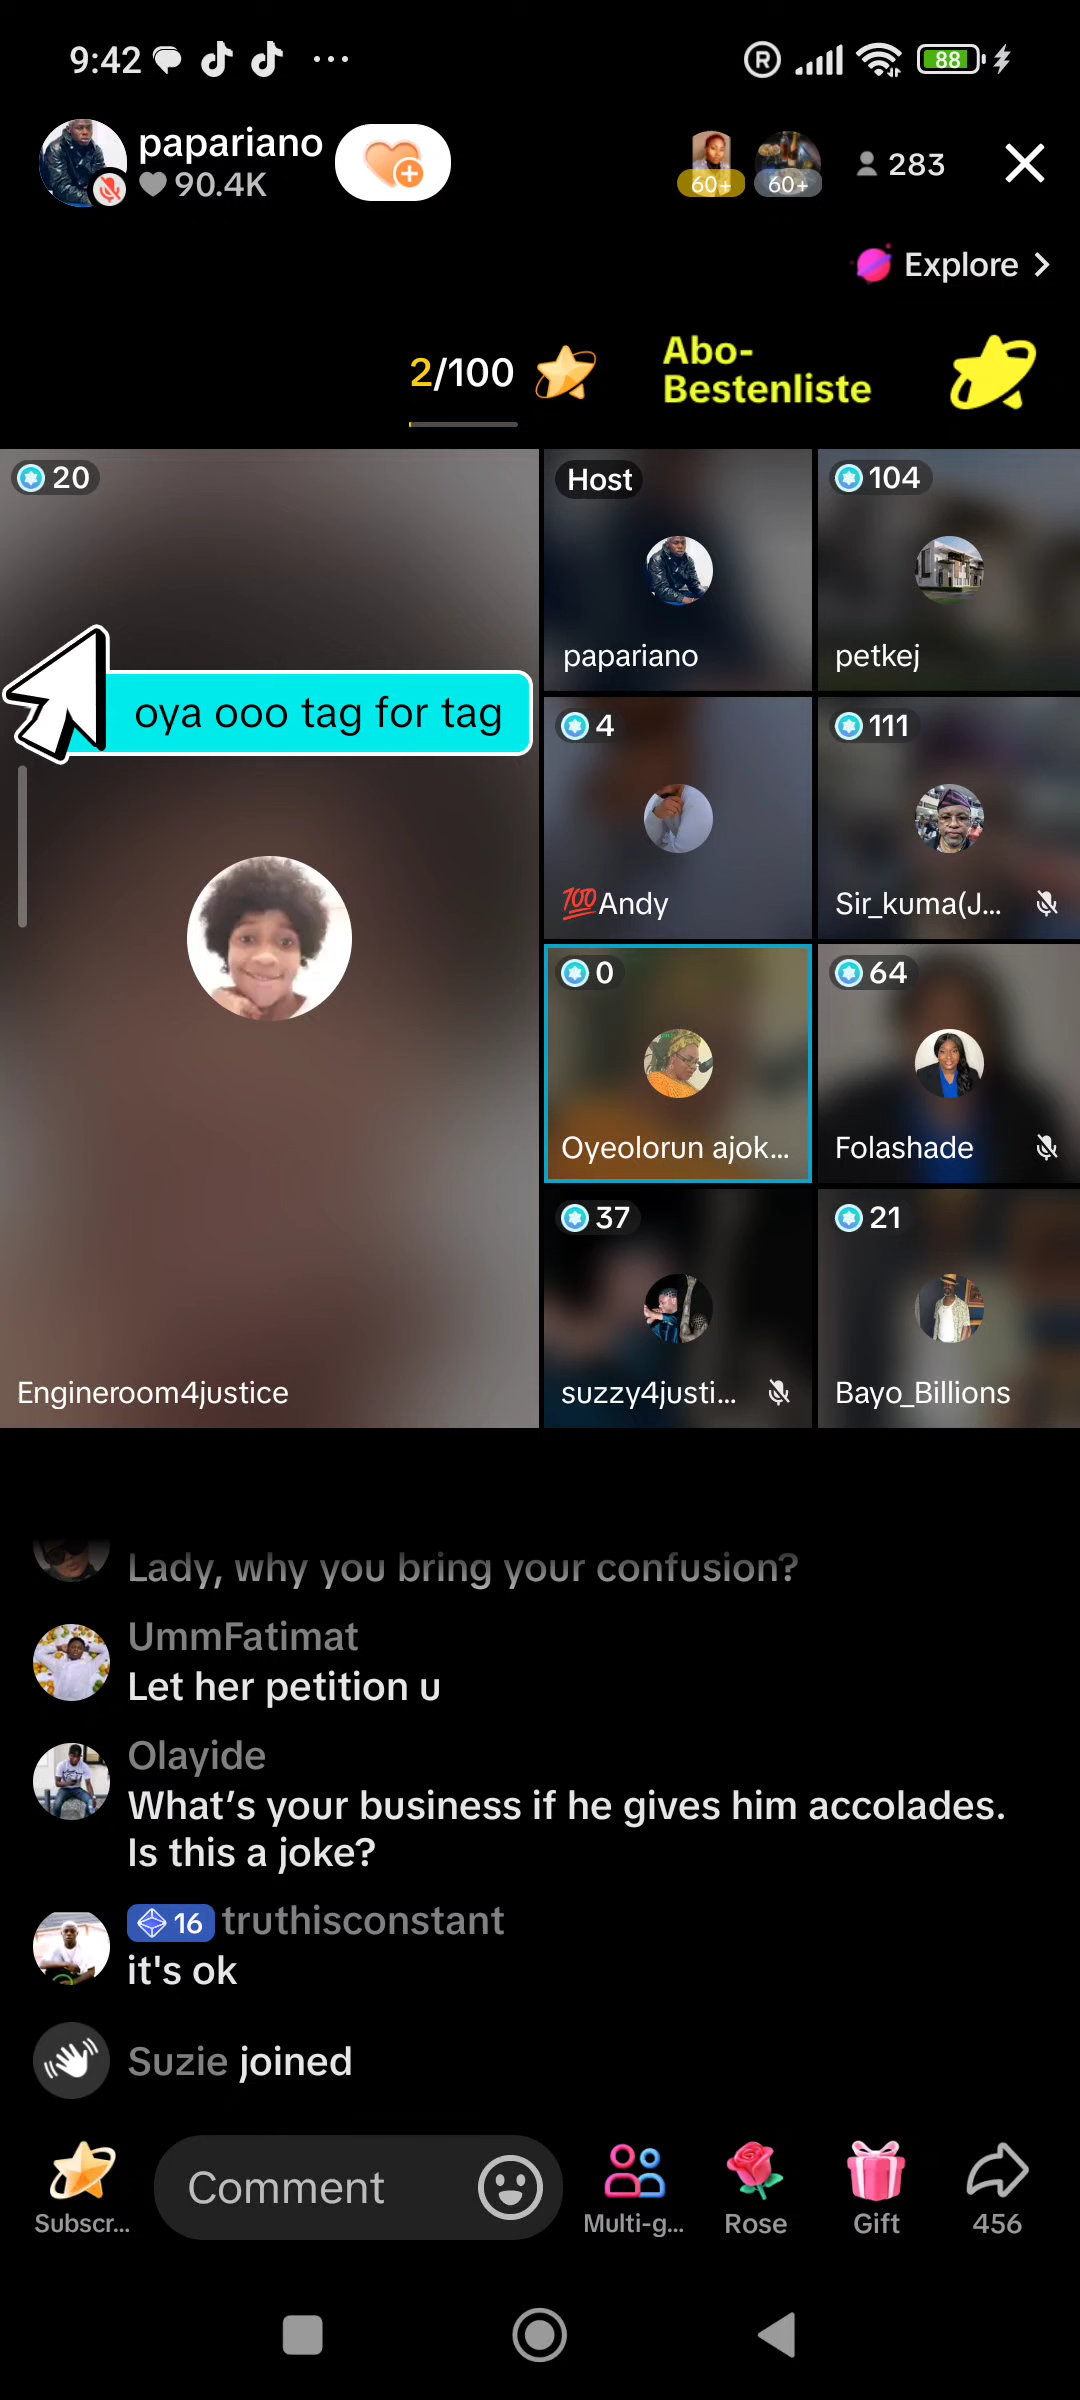 9:42
88
papariano
90.4K
60+
60+
283
Explore
2/100
Abo-
Bestenliste
20
oya ooo tag for tag
Engineroom4justice
Host
papariano
104
petkej
4
💯Andy
111
Sir_kuma(J...
0
Oyeolorun ajok...
64
Folashade
37
suzzy4justi...
21
Bayo_Billions
Lady, why you bring your confusion?
UmmFatimat
Let her petition u
Olayide
What’s your business if he gives him accolades.
Is this a joke?
16 truthisconstant
it's ok
Suzie joined
Comment
Subscr...
Multi-g...
Rose
Gift
456